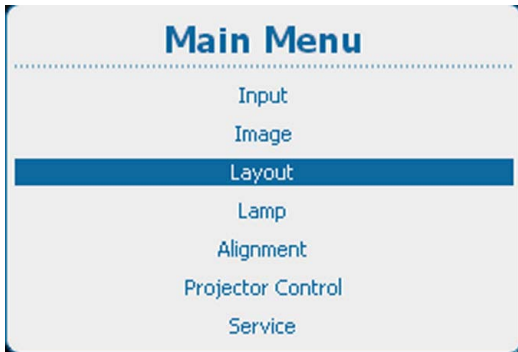 Main Menu
Input
Image
Layout
Lamp
Alignment
Projector Control
Service